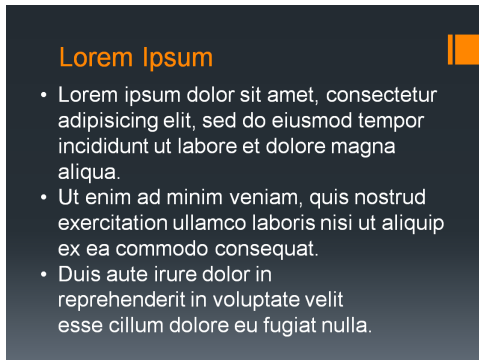 Lorem Ipsum
• Lorem ipsum dolor sit amet, consectetur
adipisicing elit, sed do eiusmod tempor
incididunt ut labore et dolore magna
aliqua.
• Ut enim ad minim veniam, quis nostrud
exercitation ullamco laboris nisi ut aliquip
ex ea commodo consequat.
• Duis aute irure dolor in
reprehenderit in voluptate velit
esse cillum dolore eu fugiat nulla.